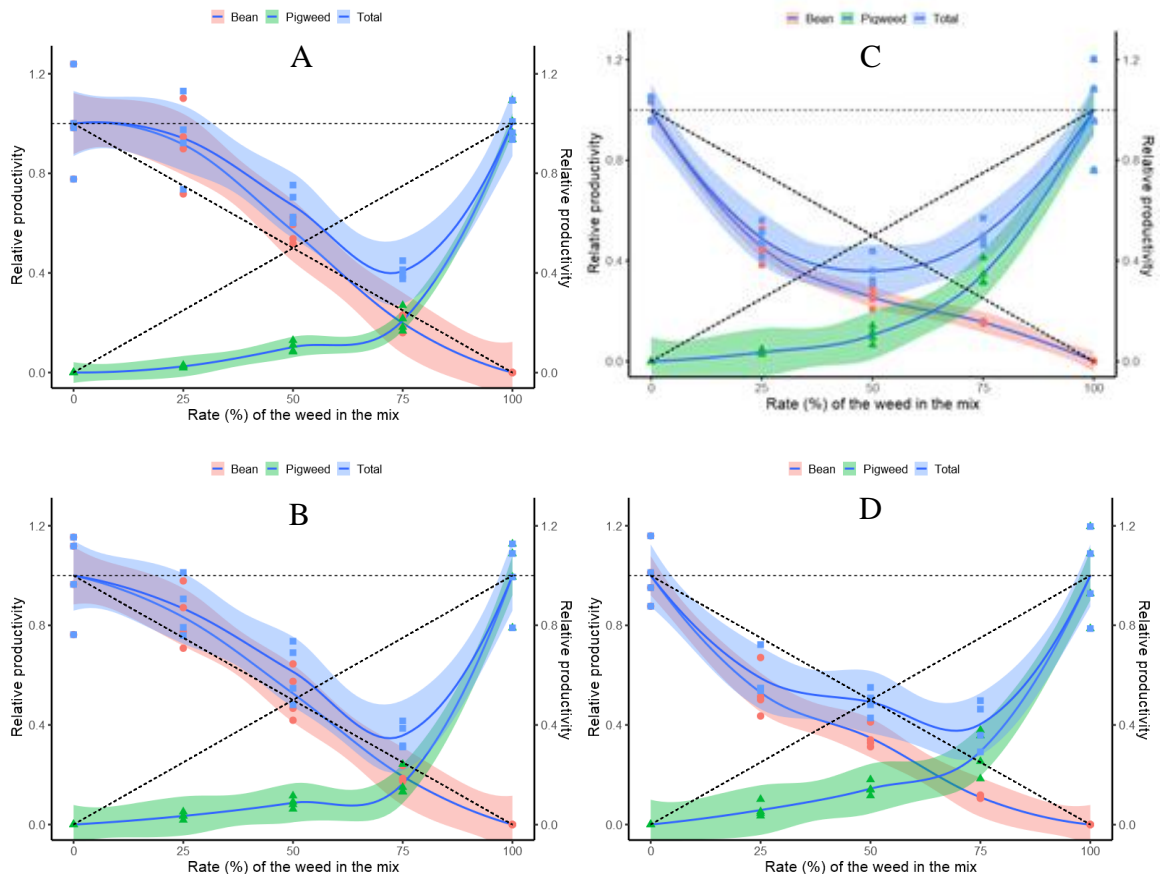 Bean Pigweed Total
A
1.2
0.8
0.4
0.0
1.2
0.8
0.4
0.0
Relative productivity
Relative productivity
0 25 50 75 100
Rate (%) of the weed in the mix
Bean Pigweed Total
C
1.2
0.8
0.4
0.0
1.2
0.8
0.4
0.0
Relative productivity
Relative productivity
0 25 50 75 100
Rate (%) of the weed in the mix
Bean Pigweed Total
B
1.2
0.8
0.4
0.0
1.2
0.8
0.4
0.0
Relative productivity
Relative productivity
0 25 50 75 100
Rate (%) of the weed in the mix
Bean Pigweed Total
D
1.2
0.8
0.4
0.0
1.2
0.8
0.4
0.0
Relative productivity
Relative productivity
0 25 50 75 100
Rate (%) of the weed in the mix